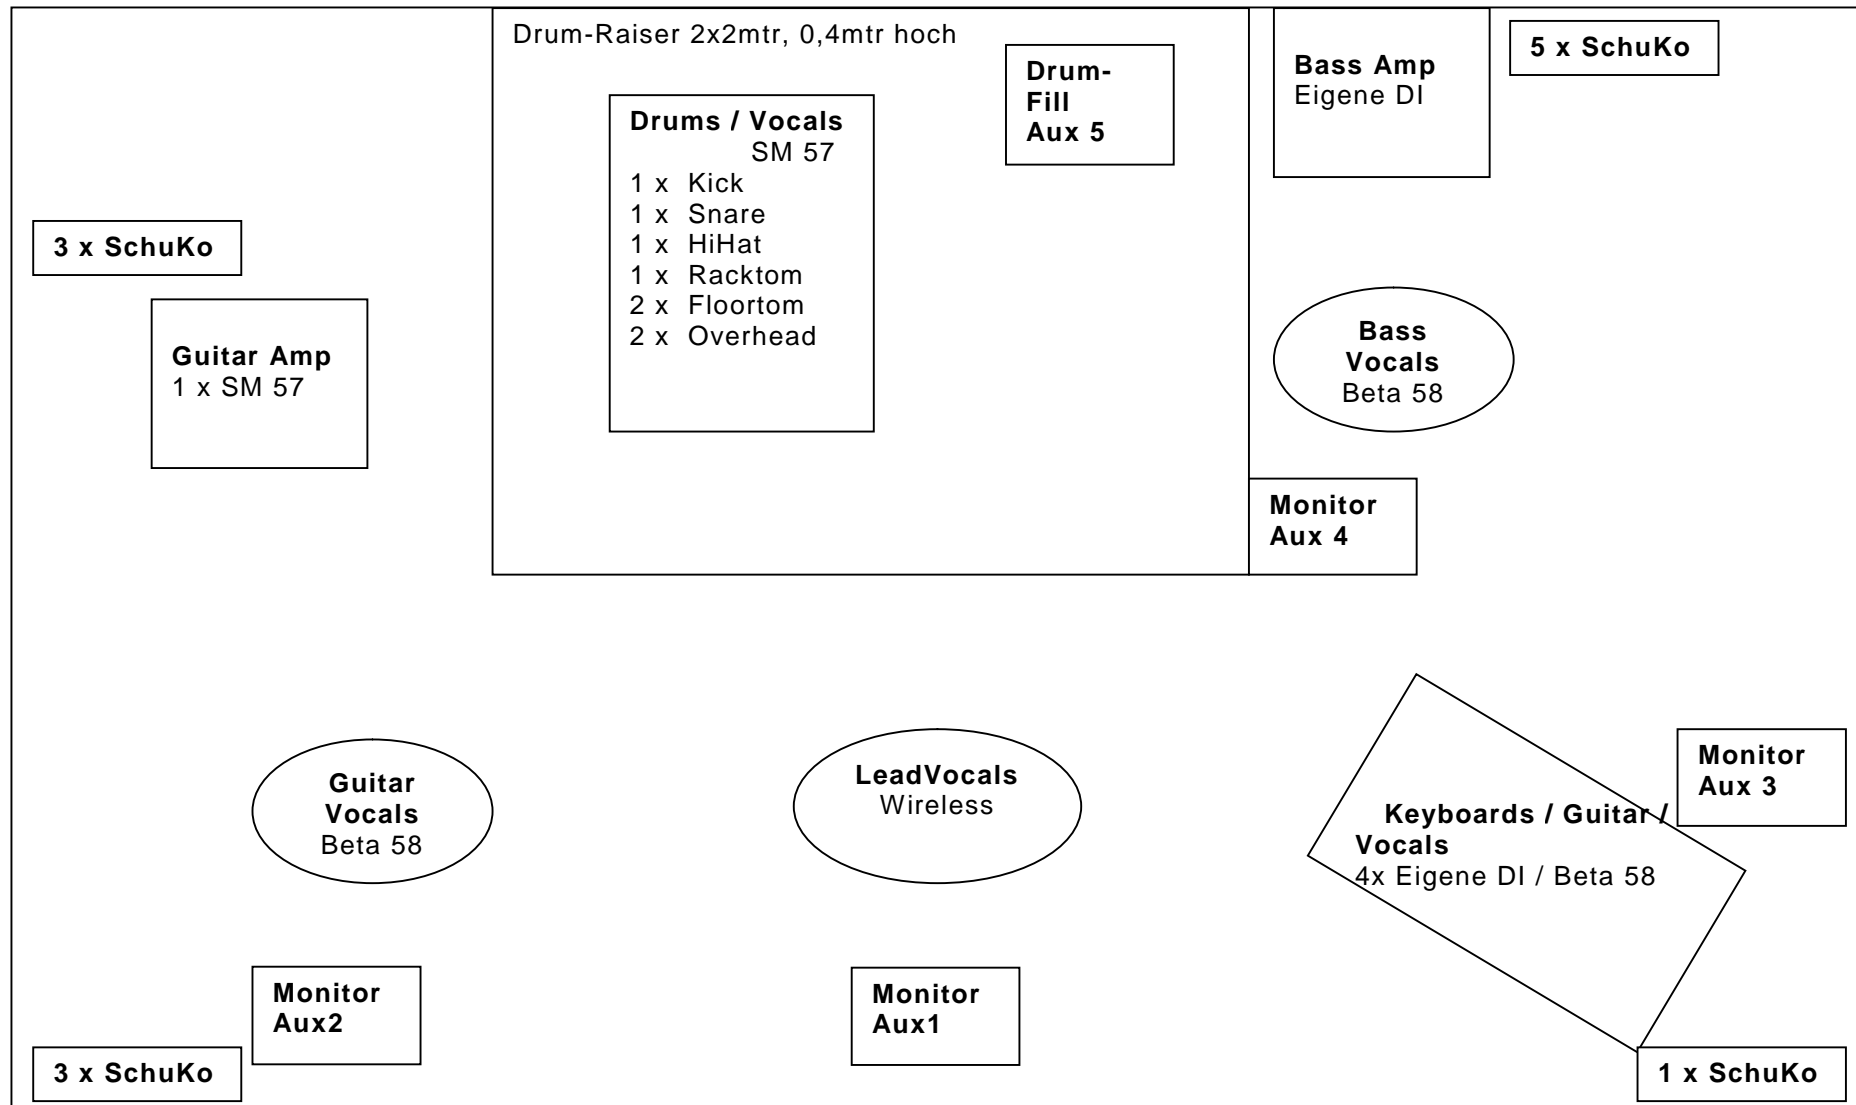 Drum-Raiser 2x2mtr, 0,4mtr hoch
Drums / Vocals
SM 57
1 x Kick
1 x Snare
1 x HiHat
1 x Racktom
2 x Floortom
2 x Overhead
Drum-
Fill
Aux 5
Bass Amp
Eigene DI
5 x SchuKo
3 x SchuKo
Guitar Amp
1 x SM 57
Bass
Vocals
Beta 58
Monitor
Aux 4
Guitar
Vocals
Beta 58
LeadVocals
Wireless
Monitor
Aux 3
Keyboards / Guitar /
Vocals
4x Eigene DI / Beta 58
Monitor
Aux2
Monitor
Aux1
3 x SchuKo
1 x SchuKo